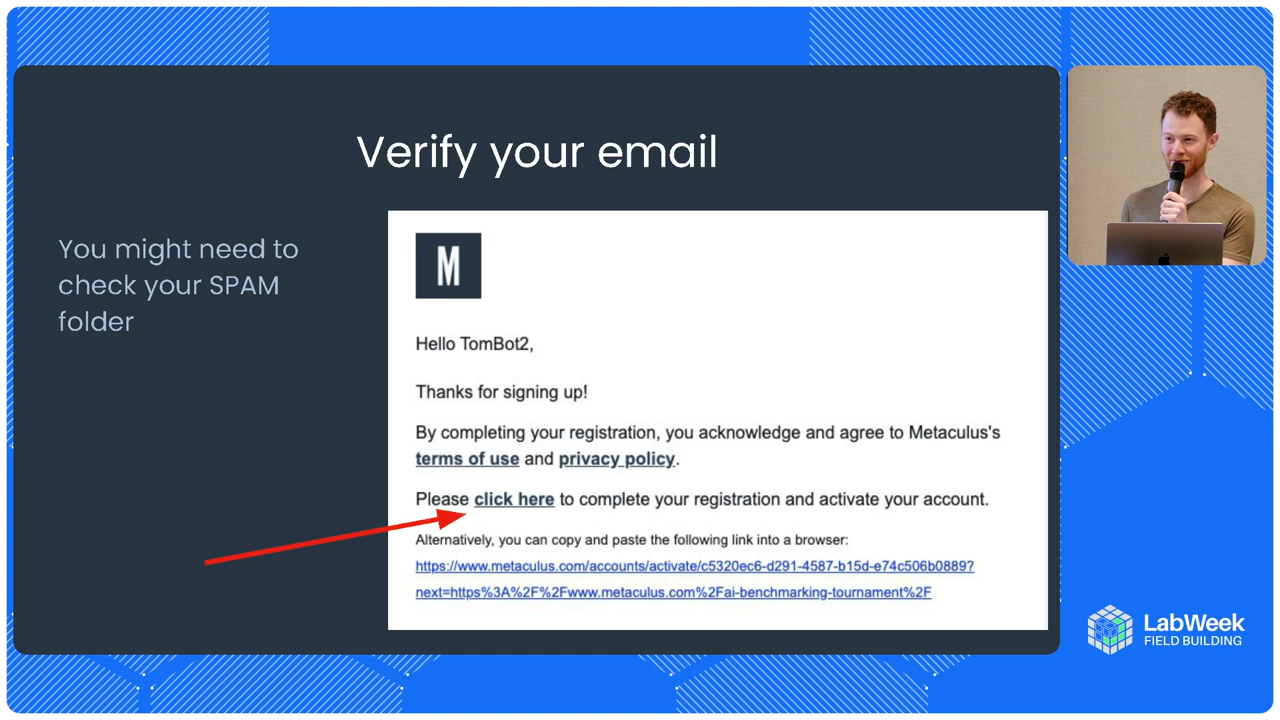 Verify your email
You might need to
check your SPAM
folder
M
Hello TomBot2,
Thanks for signing up!
By completing your registration, you acknowledge and agree to Metaculus's
terms of use and privacy policy.
Please click here to complete your registration and activate your account.
Alternatively, you can copy and paste the following link into a browser:
https://www.metaculus.com/accounts/activate/c5320ec6-d291-4587-b15d-e74c506b0889?
next=https%3A%2F%2Fwww.metaculus.com%2Fai-benchmarking-tournament%2F
LabWeek
FIELD BUILDING